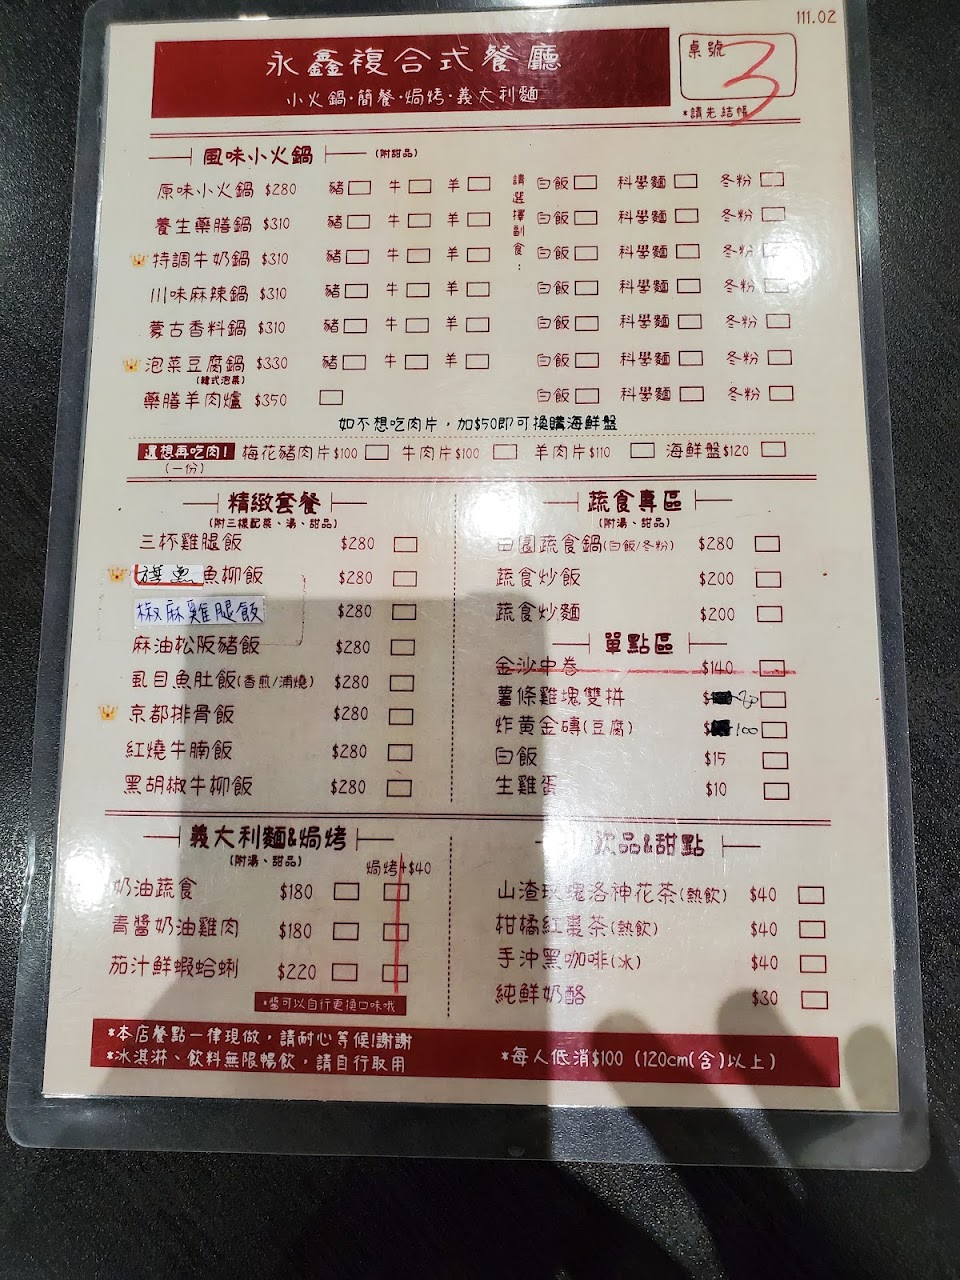 111.02
永鑫複合式餐廳
小火鍋·簡餐·焗烤·義大利麵
桌號 3
*請先結帳
風味小火鍋 (附甜品)
請選擇副食：
原味小火鍋 $280 豬 牛 羊 白飯 科學麵 冬粉
養生藥膳鍋 $310 豬 牛 羊 白飯 科學麵 冬粉
特調牛奶鍋 $310 豬 牛 羊 白飯 科學麵 冬粉
川味麻辣鍋 $310 豬 牛 羊 白飯 科學麵 冬粉
蒙古香料鍋 $310 豬 牛 羊 白飯 科學麵 冬粉
泡菜豆腐鍋 $330 豬 牛 羊 白飯 科學麵 冬粉
(韓式泡菜)
藥膳羊肉爐 $350 白飯 科學麵 冬粉
如不想吃肉片，加$50即可換購海鮮盤
還想再吃肉! 梅花豬肉片$100 牛肉片$100 羊肉片$110 海鮮盤$120
(一份)
精緻套餐
(附三樣配菜、湯、甜品)
三杯雞腿飯 $280
旗魚魚柳飯 $280
椒麻雞腿飯 $280
麻油松阪豬飯 $280
虱目魚肚飯(香煎/浦燒) $280
京都排骨飯 $280
紅燒牛腩飯 $280
黑胡椒牛柳飯 $280
蔬食專區
(附湯、甜品)
田園蔬食鍋(白飯/冬粉) $280
蔬食炒飯 $200
蔬食炒麵 $200
單點區
金沙中卷 $140
薯條雞塊雙拼 $ 80
炸黃金磚(豆腐) $ 100
白飯 $15
生雞蛋 $10
義大利麵&焗烤
(附湯、甜品)
焗烤+$40
奶油蔬食 $180
青醬奶油雞肉 $180
茄汁鮮蝦蛤蜊 $220
*醬可以自行更換口味哦
飲品&甜點
山渣玫瑰洛神花茶(熱飲) $40
柑橘紅棗茶(熱飲) $40
手沖黑咖啡(冰) $40
純鮮奶酪 $30
*本店餐點一律現做，請耐心等候!謝謝
*冰淇淋、飲料無限暢飲，請自行取用
*每人低消$100 (120cm(含)以上)